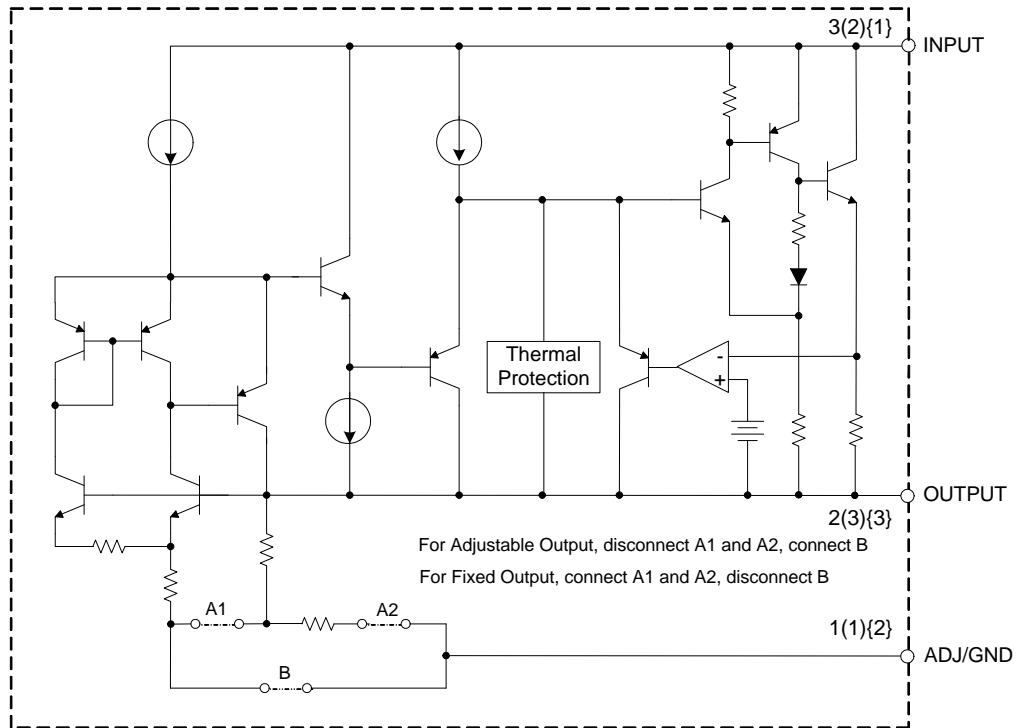 3(2){1}
INPUT
Thermal
Protection
-
+
OUTPUT
2(3){3}
For Adjustable Output, disconnect A1 and A2, connect B
For Fixed Output, connect A1 and A2, disconnect B
A1
A2
1(1){2}
ADJ/GND
B